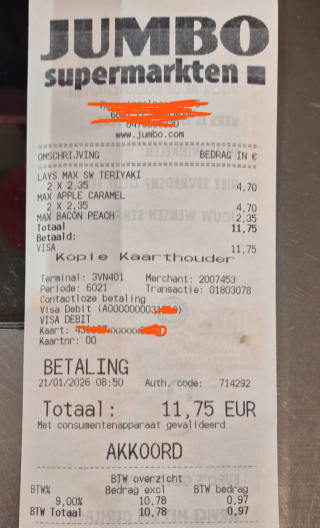 JUMBO
supermarkten
www.jumbo.com
OMSCHRIJVING BEDRAG IN €
LAYS MAX SW TERIYAKI
2 X 2,35 4,70
MAX APPLE CARAMEL
2 X 2,35 4,70
MAX BACON PEACH 2,35
Totaal 11,75
Betaald:
VISA 11,75
Kopie Kaarthouder
Terminal: 3VN401 Merchant: 2007453
Periode: 6021 Transactie: 01803078
Contactloze betaling
Visa Debit (A0000000031
VISA DEBIT
Kaart:
Kaartnr: 00
BETALING
21/01/2026 08:50 Auth. code: 714292
Totaal: 11,75 EUR
Met consumentenapparaat gevalideerd
AKKOORD
BTW overzicht
BTW% Bedrag excl BTW bedrag
9,00% 10,78 0,97
BTW Totaal 10,78 0,97